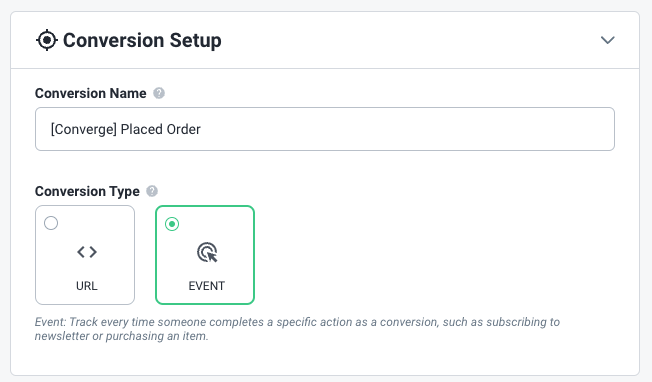 Conversion Setup
Conversion Name
[Converge] Placed Order
Conversion Type
URL
EVENT
Event: Track every time someone completes a specific action as a conversion, such as subscribing to
newsletter or purchasing an item.